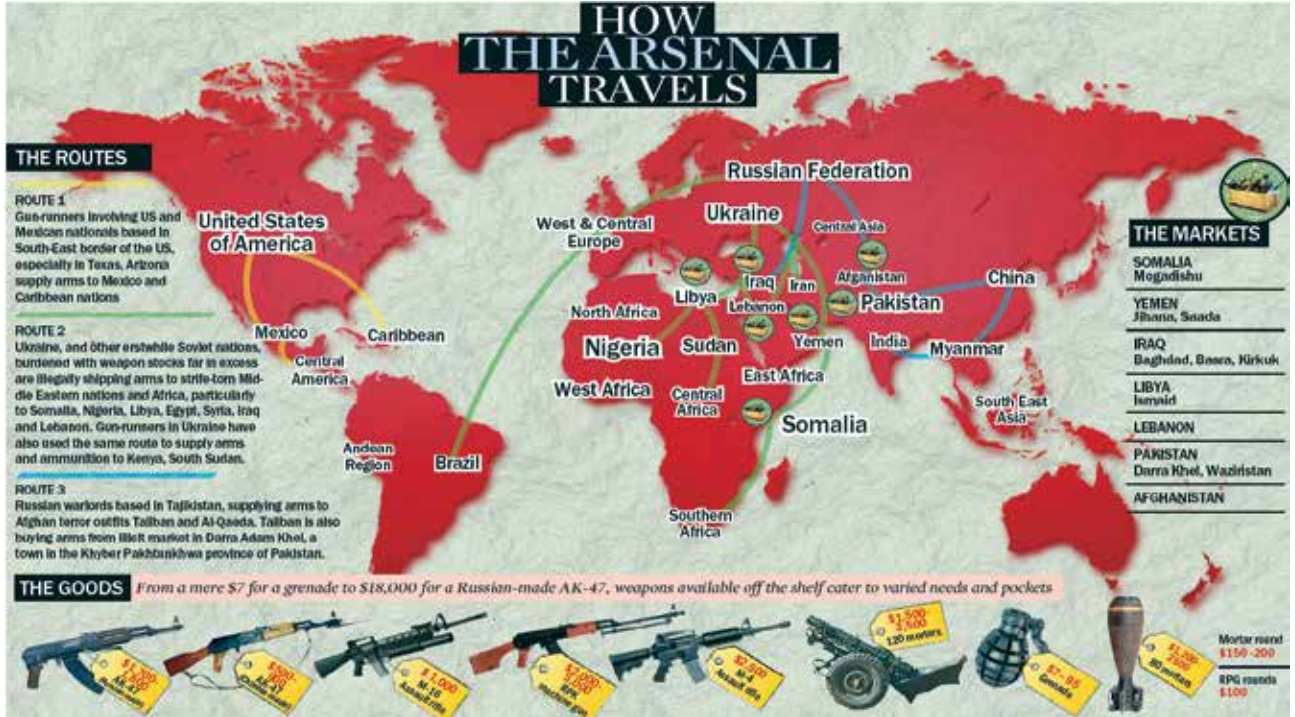 HOW
THE ARSENAL
TRAVELS
THE ROUTES
ROUTE 1
Gun-runners involving US and
Mexican nationals based in
South-East border of the US,
especially in Texas, Arizona
supply arms to Mexico and
Caribbean nations
ROUTE 2
Ukraine, and other erstwhile Soviet nations,
burdened with weapon stocks far in excess
are illegally shipping arms to strife-torn Mid-
dle Eastern nations and Africa, particularly
to Somalia, Nigeria, Libya, Egypt, Syria, Iraq
and Lebanon. Gun-runners in Ukraine have
also used the same route to supply arms
and ammunition to Kenya, South Sudan.
ROUTE 3
Russian warlords based in Tajikistan, supplying arms to
Afghan terror outfits Taliban and Al-Qaeda. Taliban is also
buying arms from illicit market in Darra Adam Khel, a
town in the Khyber Pakhtunkhwa province of Pakistan.
United States
of America
Mexico
Caribbean
Central
America
Andean
Region
Brazil
Russian Federation
West & Central
Europe
Ukraine
Central Asia
Iraq
Iran
Afganistan
China
Libya
Lebanon
Pakistan
North Africa
Nigeria
Sudan
Yemen
India
Myanmar
West Africa
Central
Africa
East Africa
South East
Asia
Somalia
Southern
Africa
THE MARKETS
SOMALIA
Mogadishu
YEMEN
Jihana, Saada
IRAQ
Baghdad, Basra, Kirkuk
LIBYA
LEBANON
PAKISTAN
Darra Khel, Waziristan
AFGHANISTAN
THE GOODS
From a mere $7 for a grenade to $18,000 for a Russian-made AK-47, weapons available off the shelf cater to varied needs and pockets
AK-47
AK-47
$1,000
M-16
Assault rifle
RPK
machine gun
$2,500
M-4
Assault rifle
$1,500-
120 mortars
Grenade
$1,200-
Mortar round
$150-200
RPG rounds
$100